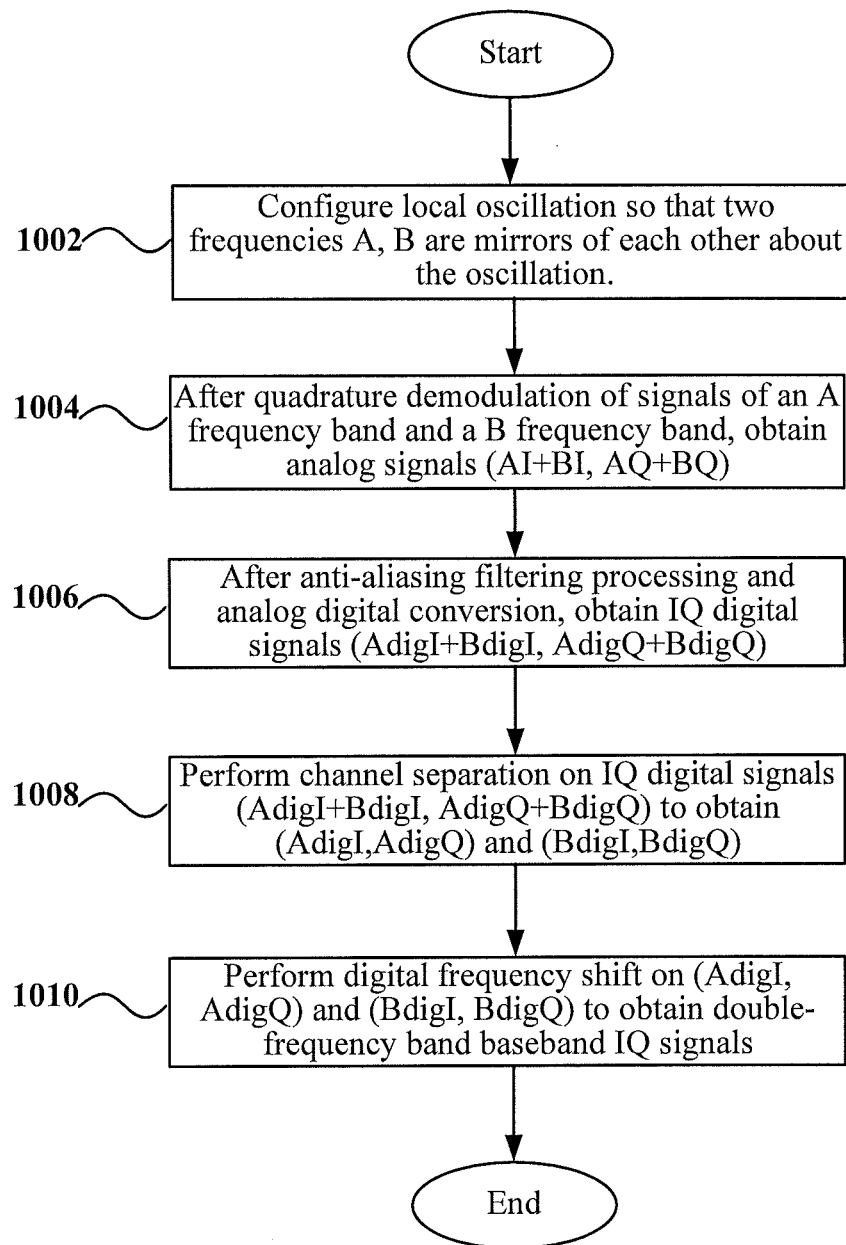 Start
1002
Configure local oscillation so that two
frequencies A, B are mirrors of each other about
the oscillation.
1004
After quadrature demodulation of signals of an A
frequency band and a B frequency band, obtain
analog signals (AI+BI, AQ+BQ)
1006
After anti-aliasing filtering processing and
analog digital conversion, obtain IQ digital
signals (AdigI+BdigI, AdigQ+BdigQ)
1008
Perform channel separation on IQ digital signals
(AdigI+BdigI, AdigQ+BdigQ) to obtain
(AdigI,AdigQ) and (BdigI,BdigQ)
1010
Perform digital frequency shift on (AdigI,
AdigQ) and (BdigI, BdigQ) to obtain double-
frequency band baseband IQ signals
End